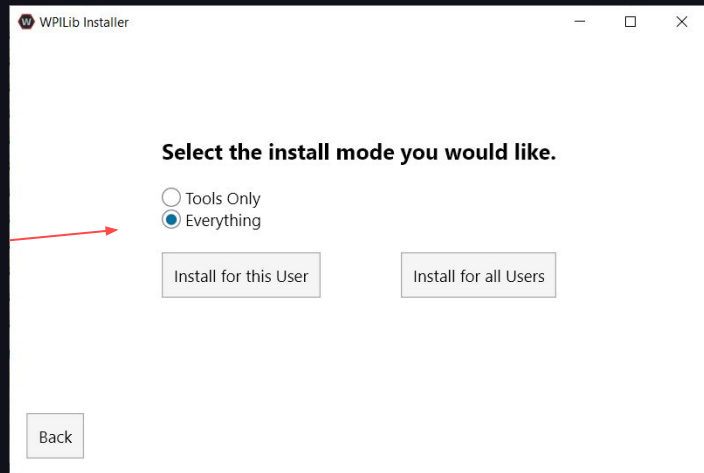 W WPILib Installer
Select the install mode you would like.
Tools Only
Everything
Install for this User Install for all Users
Back